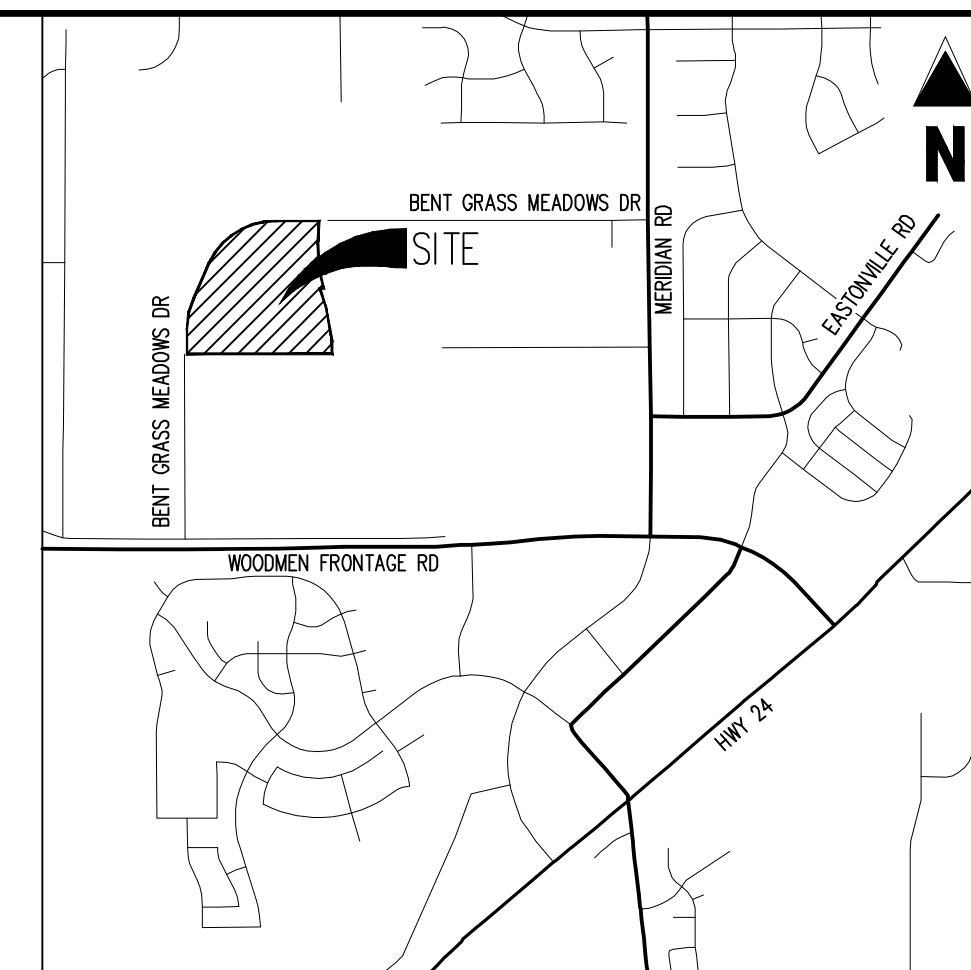 N
BENT GRASS MEADOWS DR
SITE
MERIDIAN RD
EASTONVILLE RD
BENT GRASS MEADOWS DR
WOODMEN FRONTAGE RD
HWY 24